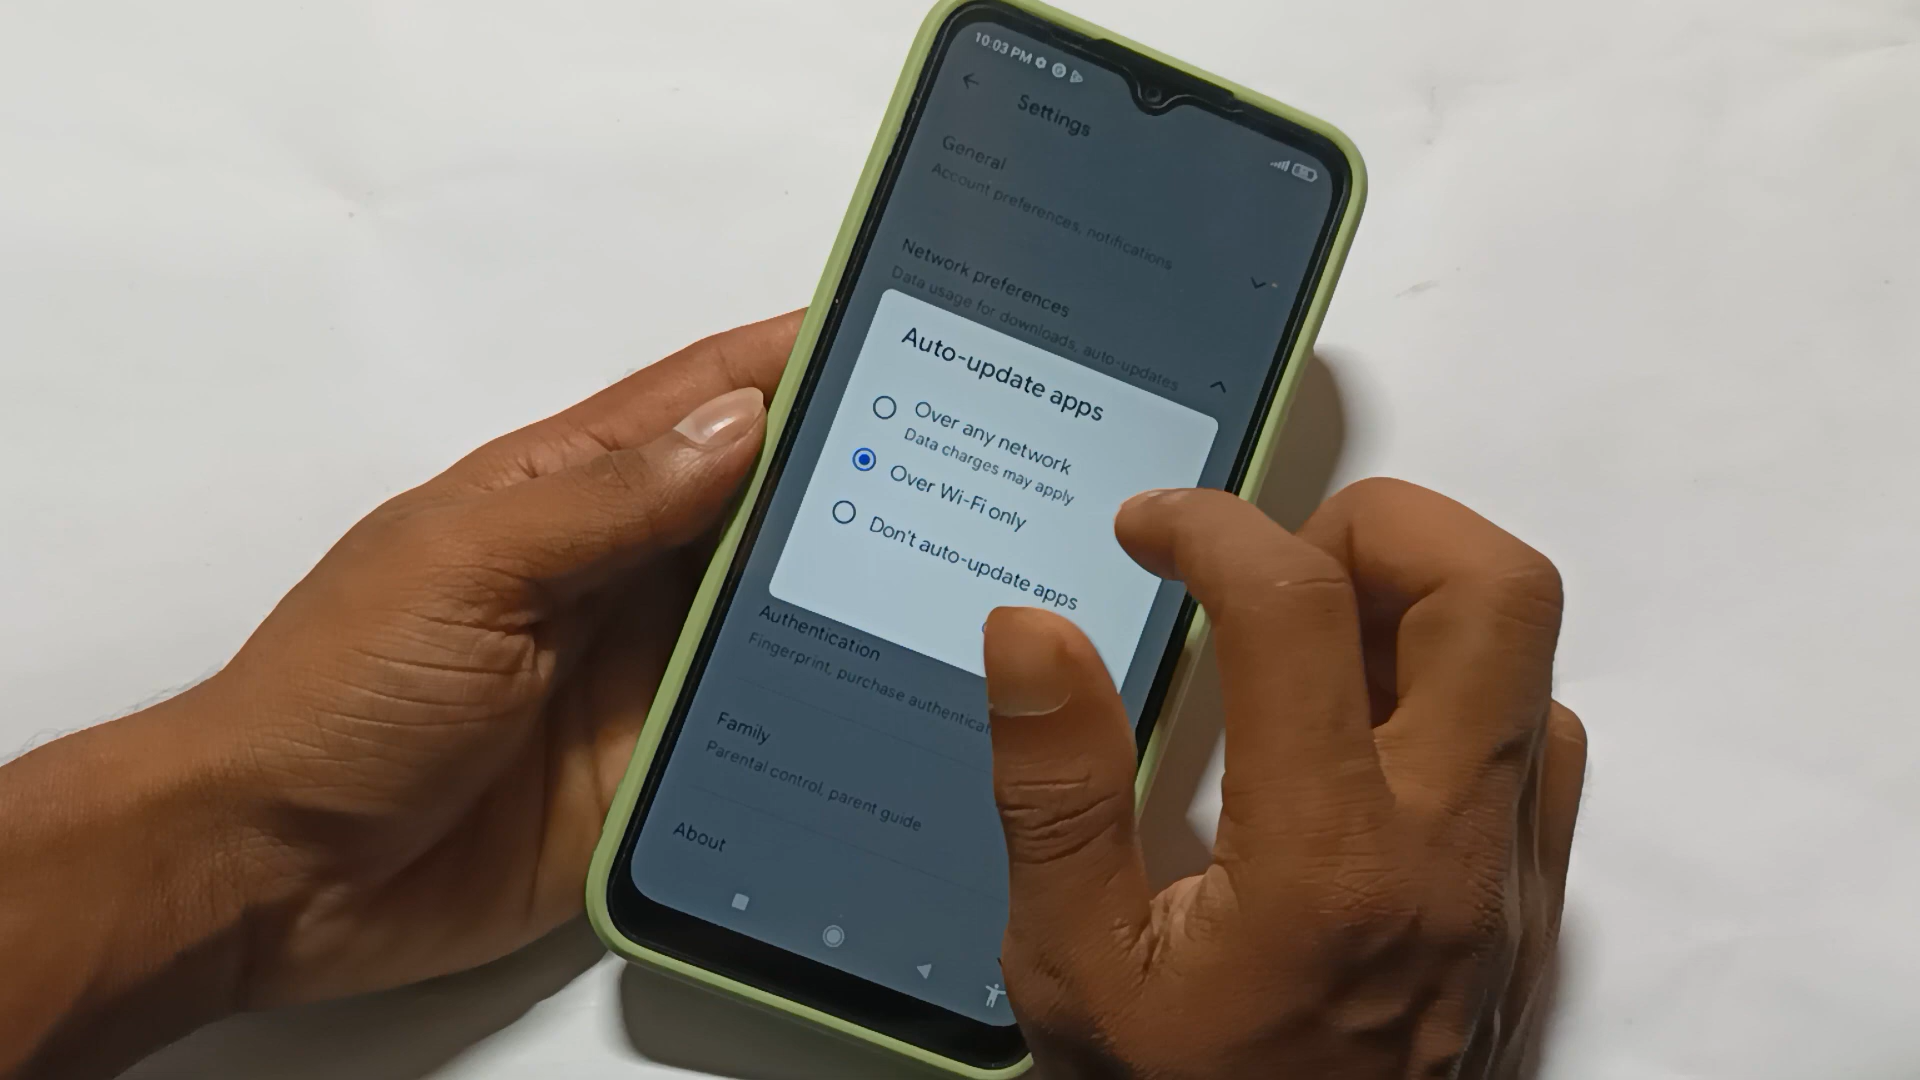 10:03 PM
Settings
General
Account preferences, notifications
Network preferences
Data usage for downloads, auto-updates
Auto-update apps
Over any network
Data charges may apply
Over Wi-Fi only
Don't auto-update apps
Authentication
Fingerprint, purchase
Family
Parental control, parent guide
About